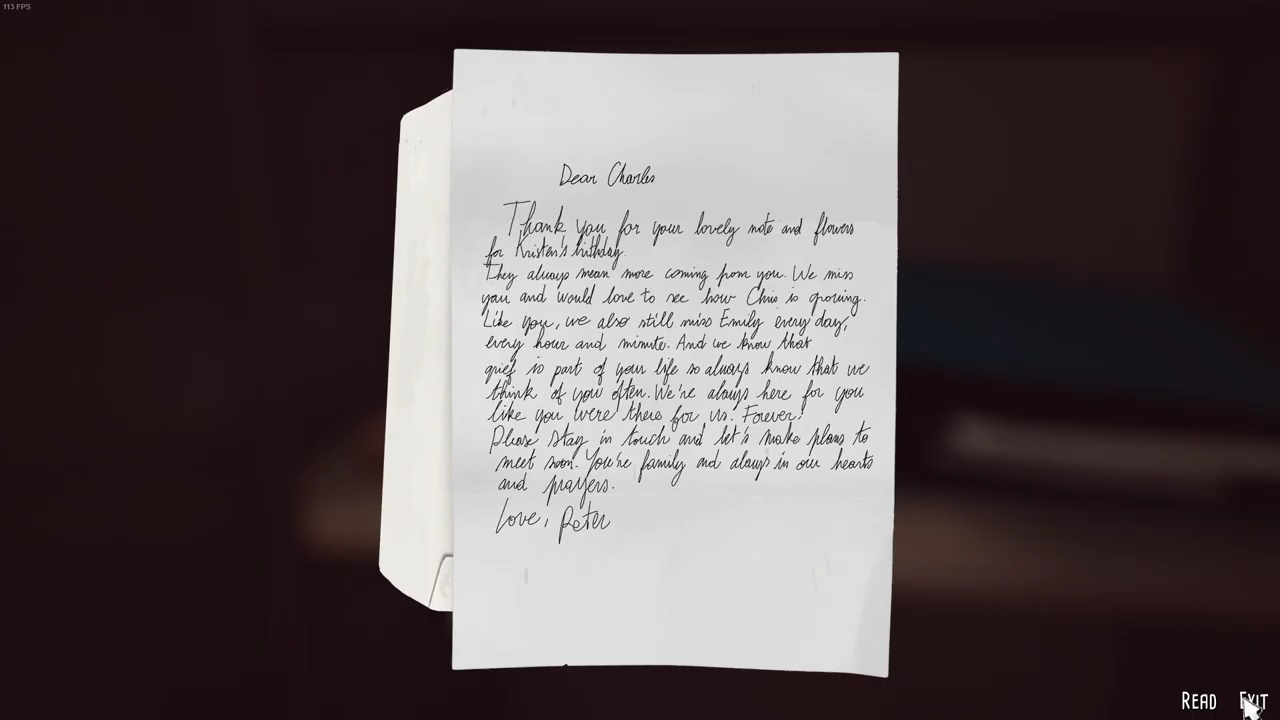 113 FPS
Dear Charles
Thank you for your lovely note and flowers
for Kristen's birthday.
They always mean more coming from you. We miss
you and would love to see how Chris is growing.
Like you, we also still miss Emily every day,
every hour and minute. And we know that
grief is part of your life so always know that we
think of you often. We're always here for you
like you were there for us. Forever!
Please stay in touch and let's make plans to
meet soon. You're family and always in our hearts
and prayers.
Love, Peter
READ EXIT